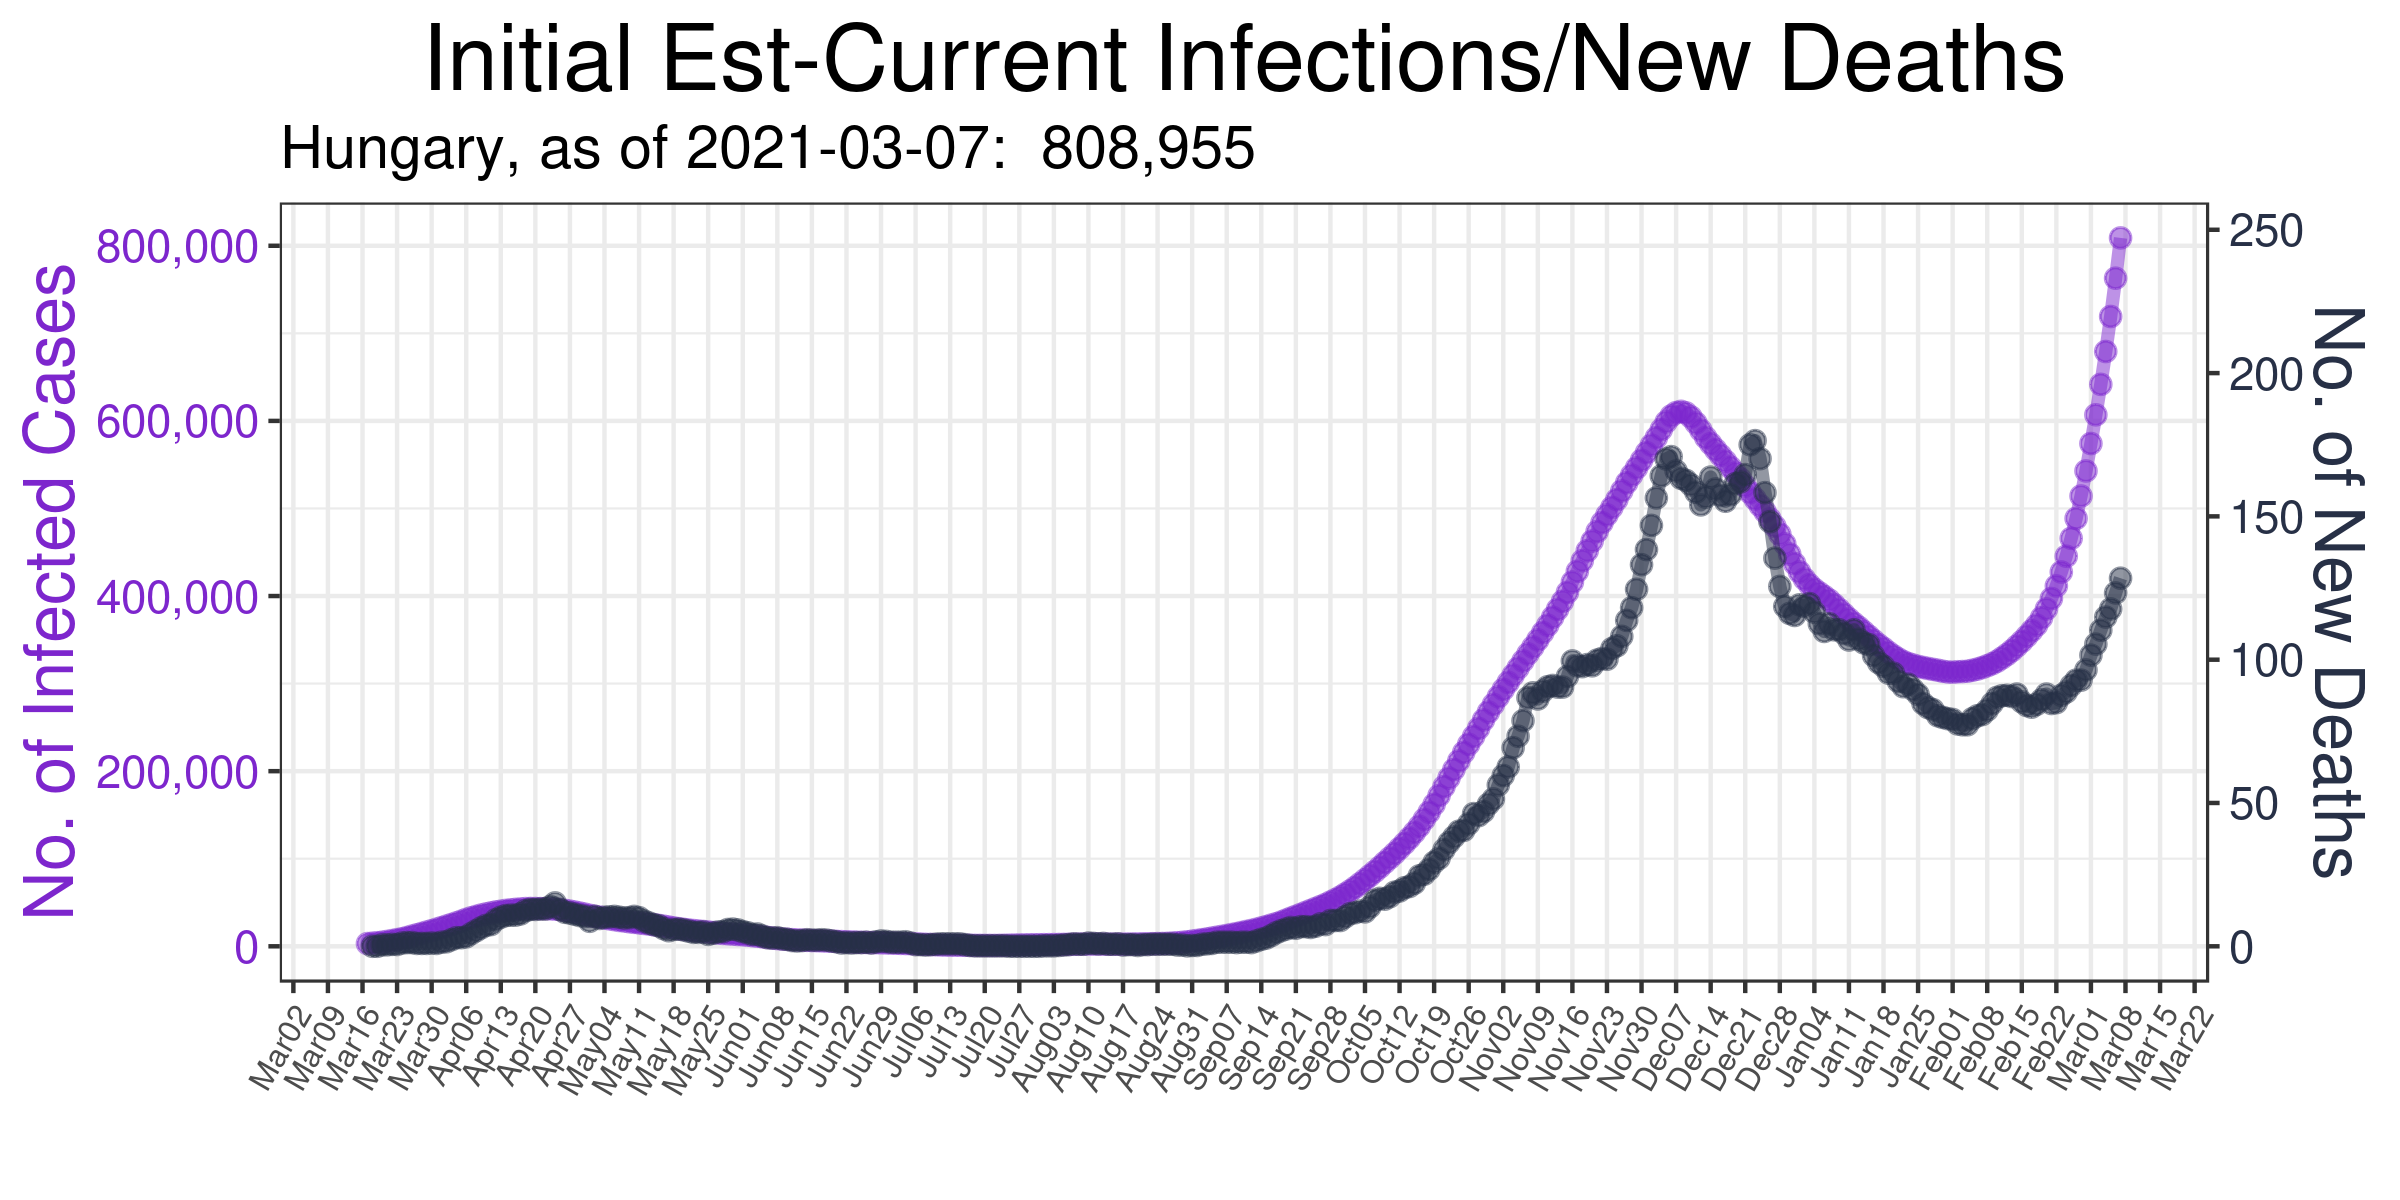 Initial Est-Current Infections/New Deaths
Hungary, as of 2021-03-07: 808,955
No. of Infected Cases
800,000
600,000
400,000
200,000
0
250
200
150
100
50
0
No. of New Deaths
Mar02
Mar09
Mar16
Mar23
Mar30
Apr06
Apr13
Apr20
Apr27
May04
May11
May18
May25
Jun01
Jun08
Jun15
Jun22
Jun29
Jul06
Jul13
Jul20
Jul27
Aug03
Aug10
Aug17
Aug24
Aug31
Sep07
Sep14
Sep21
Sep28
Oct05
Oct12
Oct19
Oct26
Nov02
Nov09
Nov16
Nov23
Nov30
Dec07
Dec14
Dec21
Dec28
Jan04
Jan11
Jan18
Jan25
Feb01
Feb08
Feb15
Feb22
Mar01
Mar08
Mar15
Mar22